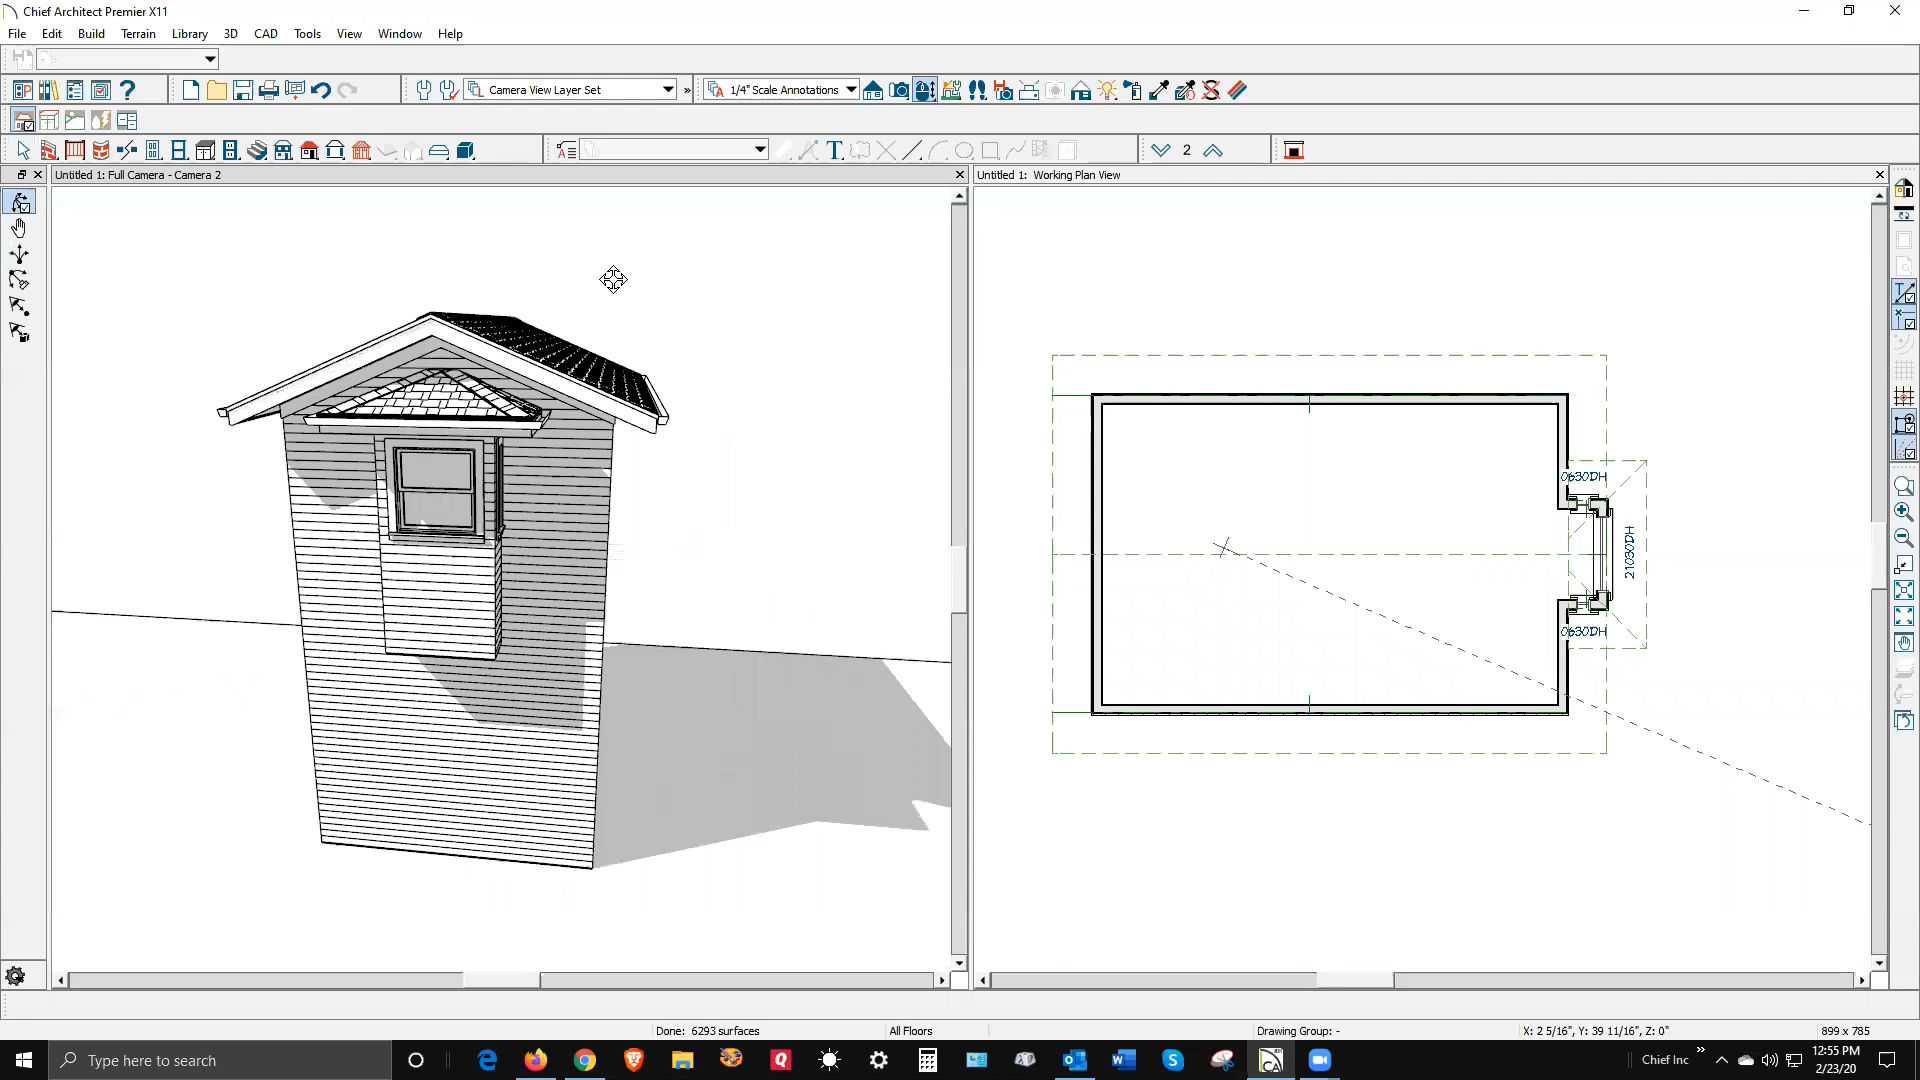 Chief Architect Premier X11
File Edit Build Terrain Library 3D CAD Tools View Window Help
Camera View Layer Set
»
1/4" Scale Annotations
A
T
2
Untitled 1: Full Camera - Camera 2
Untitled 1: Working Plan View
0630DH
21030DH
0630DH
Done: 6293 surfaces
All Floors
Drawing Group: -
X: 2 5/16", Y: 39 11/16", Z: 0"
899 x 785
Type here to search
Chief Inc
»
12:55 PM
2/23/20